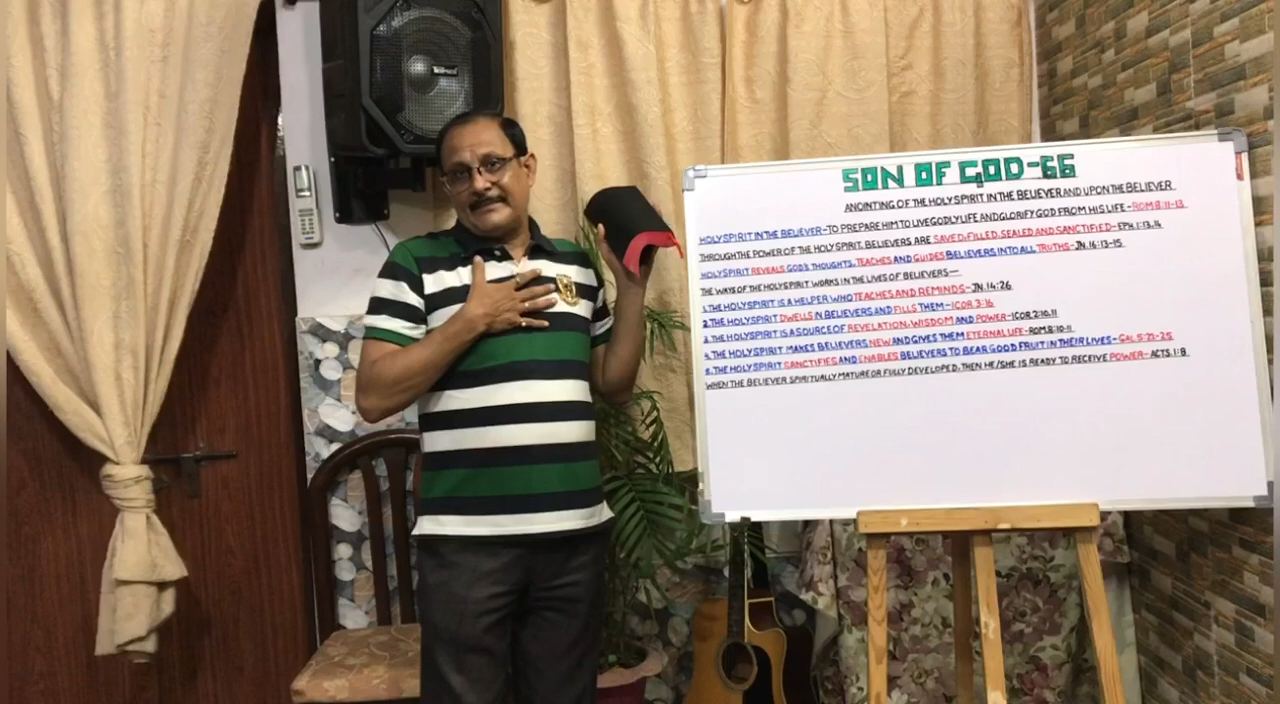 SON OF GOD-66
ANOINTING OF THE HOLY SPIRIT IN THE BELIEVER AND UPON THE BELIEVER
HOLY SPIRIT IN THE BELIEVER-TO PREPARE HIM TO LIVE GODLY LIFE AND GLORIFY GOD FROM HIS LIFE-ROM 8:11-13
THROUGH THE POWER OF THE HOLY SPIRIT, BELIEVERS ARE SAVED, FILLED, SEALED AND SANCTIFIED-EPH.1:13,14
HOLY SPIRIT REVEALS GOD'S THOUGHTS, TEACHES AND GUIDES BELIEVERS INTO ALL TRUTHS-JN.16:13-15
THE WAYS OF THE HOLY SPIRIT WORKS IN THE LIVES OF BELIEVERS—
1.THE HOLY SPIRIT IS A HELPER WHO TEACHES AND REMINDS-JN.14:26
2.THE HOLY SPIRIT DWELLS IN BELIEVERS AND FILLS THEM-1COR.3:16
3.THE HOLY SPIRIT IS A SOURCE OF REVELATION, WISDOM AND POWER-1COR.2:10,11
4.THE HOLY SPIRIT MAKES BELIEVERS NEW AND GIVES THEM ETERNAL LIFE-ROM.8:10-11
THE HOLY SPIRIT SANCTIFIES AND ENABLES BELIEVERS TO BEAR GOOD FRUIT IN THEIR LIVES-
WHEN THE BELIEVER SPIRITUALLY MATURE OR FULLY DEVELOPED, THEN HE/SHE IS READY TO RECEIVE POWER-ACTS.1:8